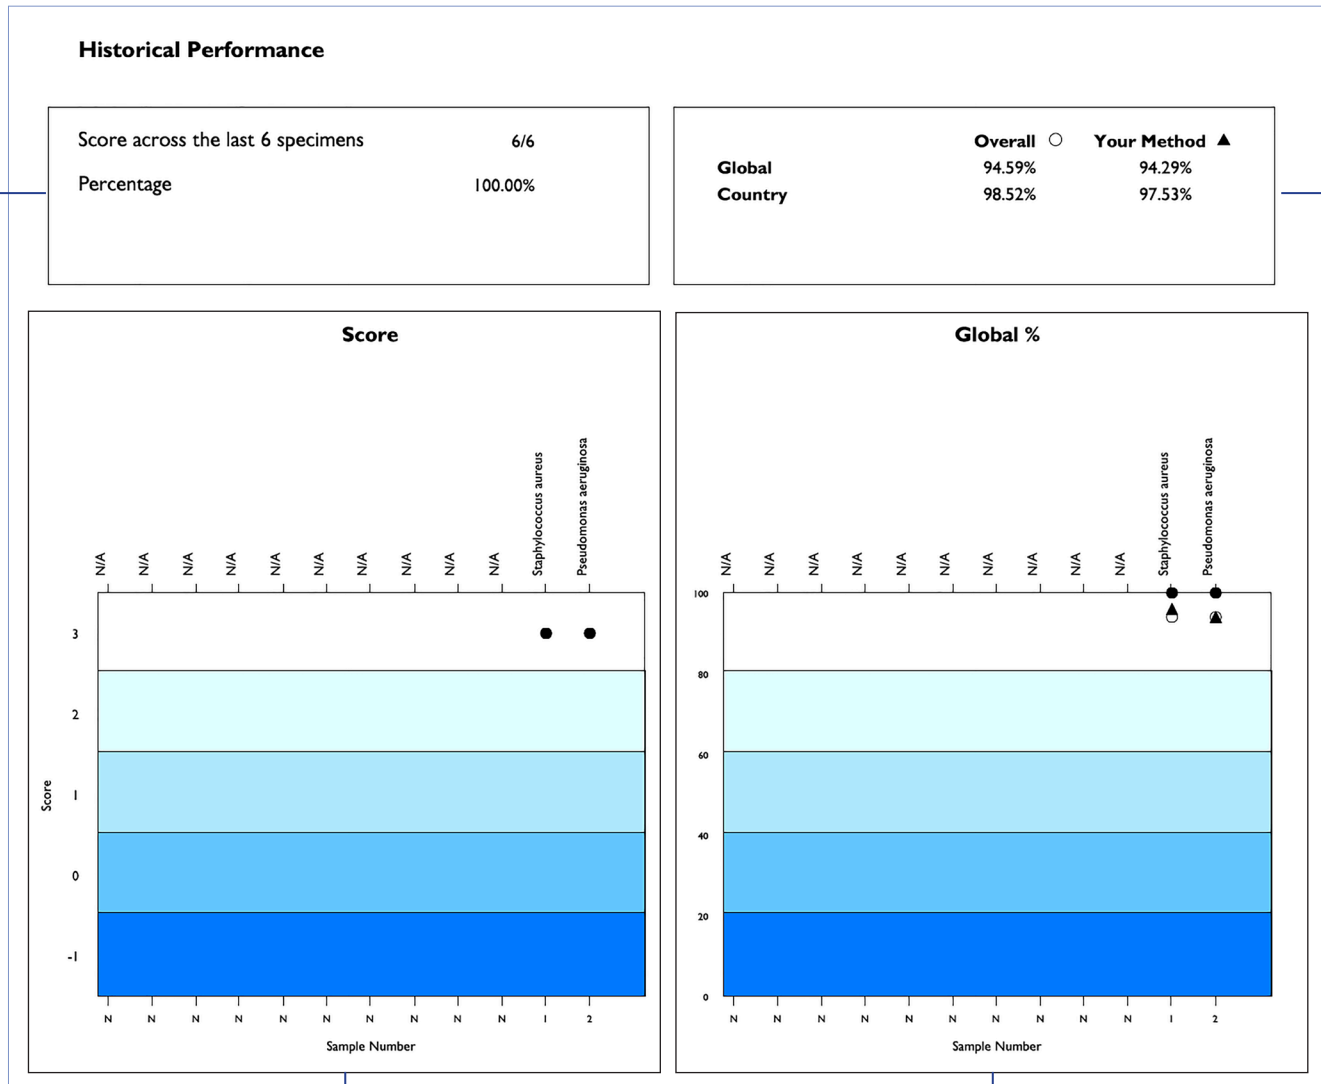 Historical Performance
Score across the last 6 specimens 6/6
Percentage 100.00%
Overall Your Method
Global 94.59% 94.29%
Country 98.52% 97.53%
Score
N/A N/A N/A N/A N/A N/A N/A N/A N/A N/A Staphylococcus aureus Pseudomonas aeruginosa
3
2
1
0
-1
Score
N N N N N N N N N N 1 2
Sample Number
Global %
N/A N/A N/A N/A N/A N/A N/A N/A N/A N/A Staphylococcus aureus Pseudomonas aeruginosa
100
80
60
40
20
0
N N N N N N N N N N 1 2
Sample Number